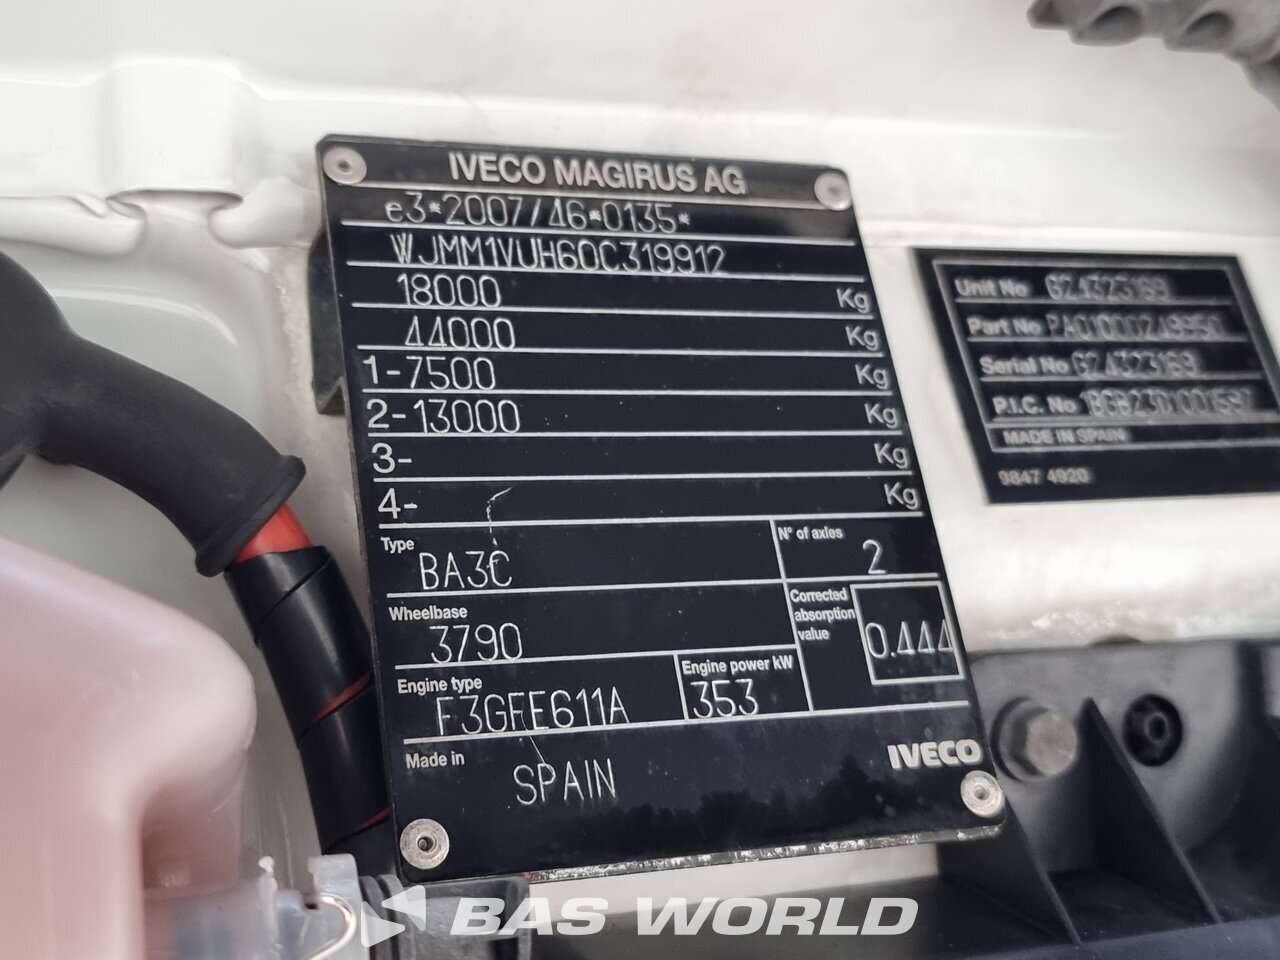 IVECO MAGIRUS AG
e3*2007/46*0135*
WJMM1VUH60C319912
18000 Kg
44000 Kg
1-7500 Kg
2-13000 Kg
3- Kg
4- Kg
Type
BA3C
N° of axles
2
Wheelbase
3790
Corrected
absorption
value
0.444
Engine type
F3GFE611A
Engine power kW
353
Made in
SPAIN
IVECO
Unit No GZ4323169
Part No
Serial No GZ4323169
P.I.C. No
MADE IN SPAIN
9847 4920
BAS WORLD